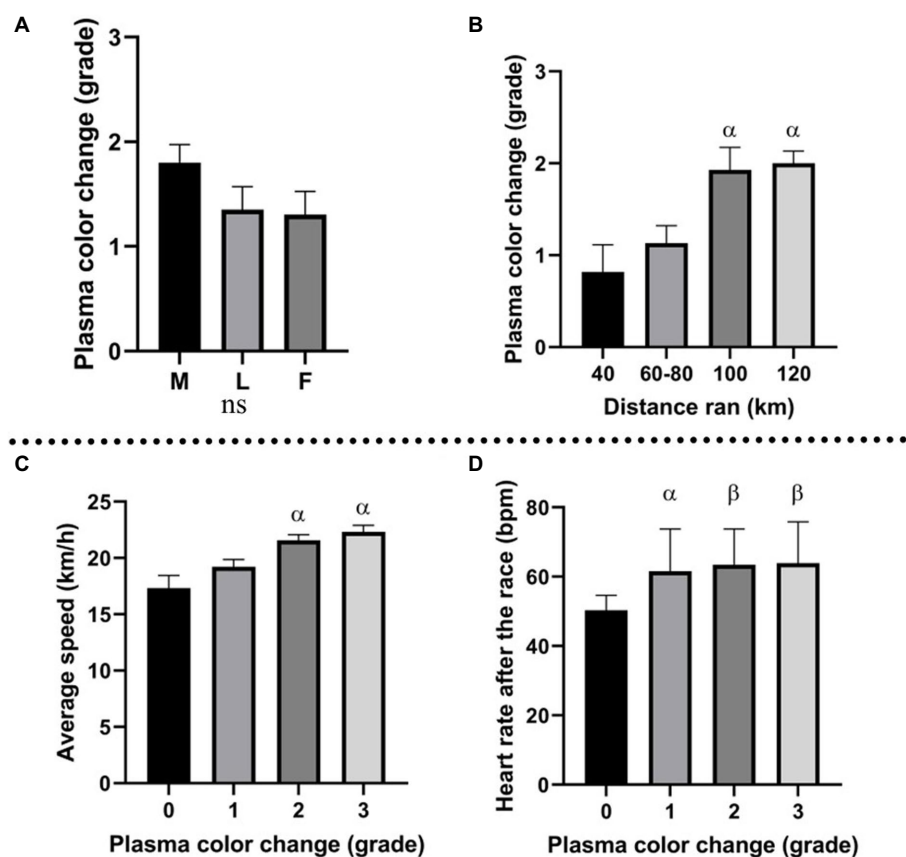 A
Plasma color change (grade)
3
2
1
0
M L F
ns
B
Plasma color change (grade)
3
2
1
0
α α
40 60-80 100 120
Distance ran (km)
C
Average speed (km/h)
25
20
15
10
5
0
α α
0 1 2 3
Plasma color change (grade)
D
Heart rate after the race (bpm)
80
60
40
20
0
α β β
0 1 2 3
Plasma color change (grade)